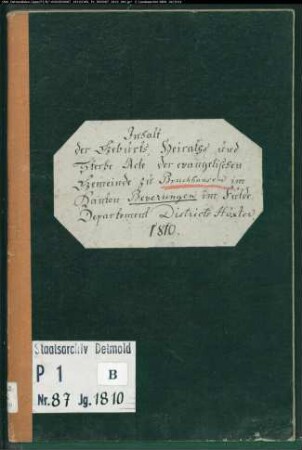 Inhalt
der Geburts, Heiraths und
Sterbe Acte der evangelischen
Gemeinde zu Bruchhausen im
Canton Beverungen im Fulda
Departement Districts Höxter
1810.
Staatsarchiv Detmold
P 1
B
Nr. 87 Jg. 1810